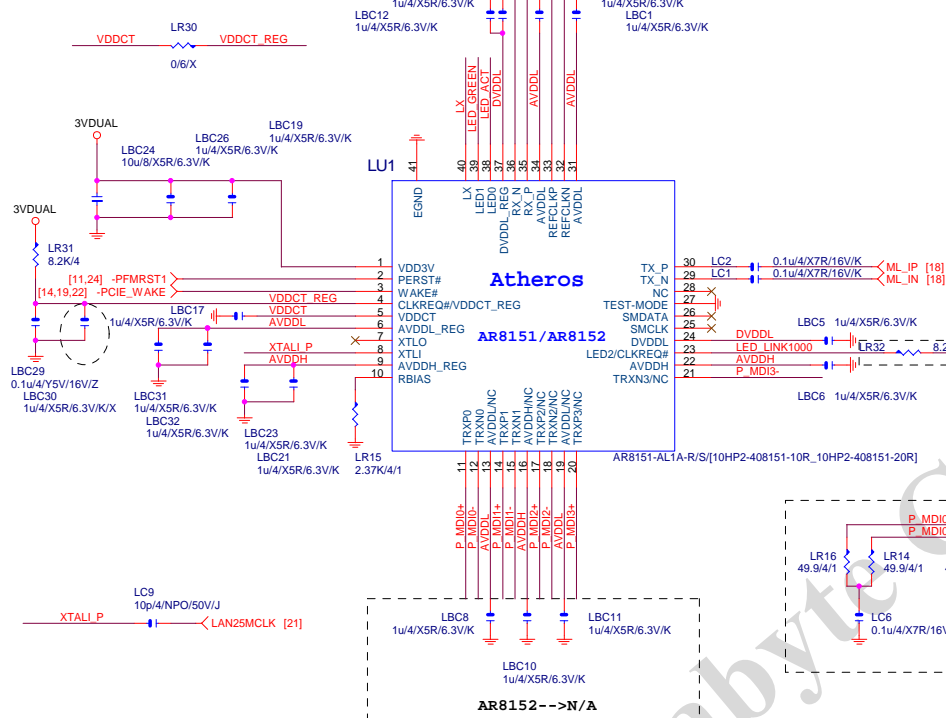 1u/4/X5R/6.3V/K
LBC12
1u/4/X5R/6.3V/K
1u/4/X5R/6.3V/K
LBC1
1u/4/X5R/6.3V/K
LR30
VDDCT
VDDCT_REG
0/6/X
LX
LED_GREEN
LED_ACT
DVDDL
AVDDL
AVDDL
3VDUAL
LBC24
10u/8/X5R/6.3V/K
LBC26
1u/4/X5R/6.3V/K
LBC19
1u/4/X5R/6.3V/K
LU1
41
40
39
38
37
36
35
34
33
32
31
EGND
LX
LED1
LED0
DVDDL_REG
RX_N
RX_P
AVDDL
REFCLKP
REFCLKN
AVDDL
3VDUAL
LR31
8.2K/4
[11,24] -PFMRST1
[14,19,22] -PCIE_WAKE
VDDCT_REG
VDDCT
AVDDL
XTALI_P
AVDDH
1 VDD3V
2 PERST#
3 WAKE#
4 CLKREQ#/VDDCT_REG
5 VDDCT
6 AVDDL_REG
7 XTLO
8 XTLI
9 AVDDH_REG
10 RBIAS
Atheros
AR8151/AR8152
TX_P 30
TX_N 29
NC 28
TEST-MODE 27
SMDATA 26
SMCLK 25
DVDDL 24
LED2/CLKREQ# 23
AVDDH 22
TRXN3/NC 21
LC2 0.1u/4/X7R/16V/K ML_IP [18]
LC1 0.1u/4/X7R/16V/K ML_IN [18]
DVDDL
LED_LINK1000
AVDDH
P_MDI3-
LBC5 1u/4/X5R/6.3V/K
LR32 8.2
LBC6 1u/4/X5R/6.3V/K
LBC17
1u/4/X5R/6.3V/K
LBC29
0.1u/4/Y5V/16V/Z
LBC30
1u/4/X5R/6.3V/K/X
LBC31
1u/4/X5R/6.3V/K
LBC32
1u/4/X5R/6.3V/K
LBC23
1u/4/X5R/6.3V/K
LBC21
1u/4/X5R/6.3V/K
LR15
2.37K/4/1
TRXP0
TRXN0
AVDDL/NC
TRXP1
TRXN1
AVDDH/NC
TRXP2/NC
TRXN2/NC
AVDDL/NC
TRXP3/NC
11
12
13
14
15
16
17
18
19
20
AR8151-AL1A-R/S/[10HP2-408151-10R_10HP2-408151-20R]
P_MDI0+
P_MDI0-
AVDDL
P_MDI1+
P_MDI1-
AVDDH
P_MDI2+
P_MDI2-
AVDDL
P_MDI3+
P_MDI0
P_MDI0
LR16
49.9/4/1
LR14
49.9/4/1
LC6
0.1u/4/X7R/16V
LC9
10p/4/NPO/50V/J
XTALI_P
LAN25MCLK [21]
LBC8
1u/4/X5R/6.3V/K
LBC11
1u/4/X5R/6.3V/K
LBC10
1u/4/X5R/6.3V/K
AR8152-->N/A
abyte